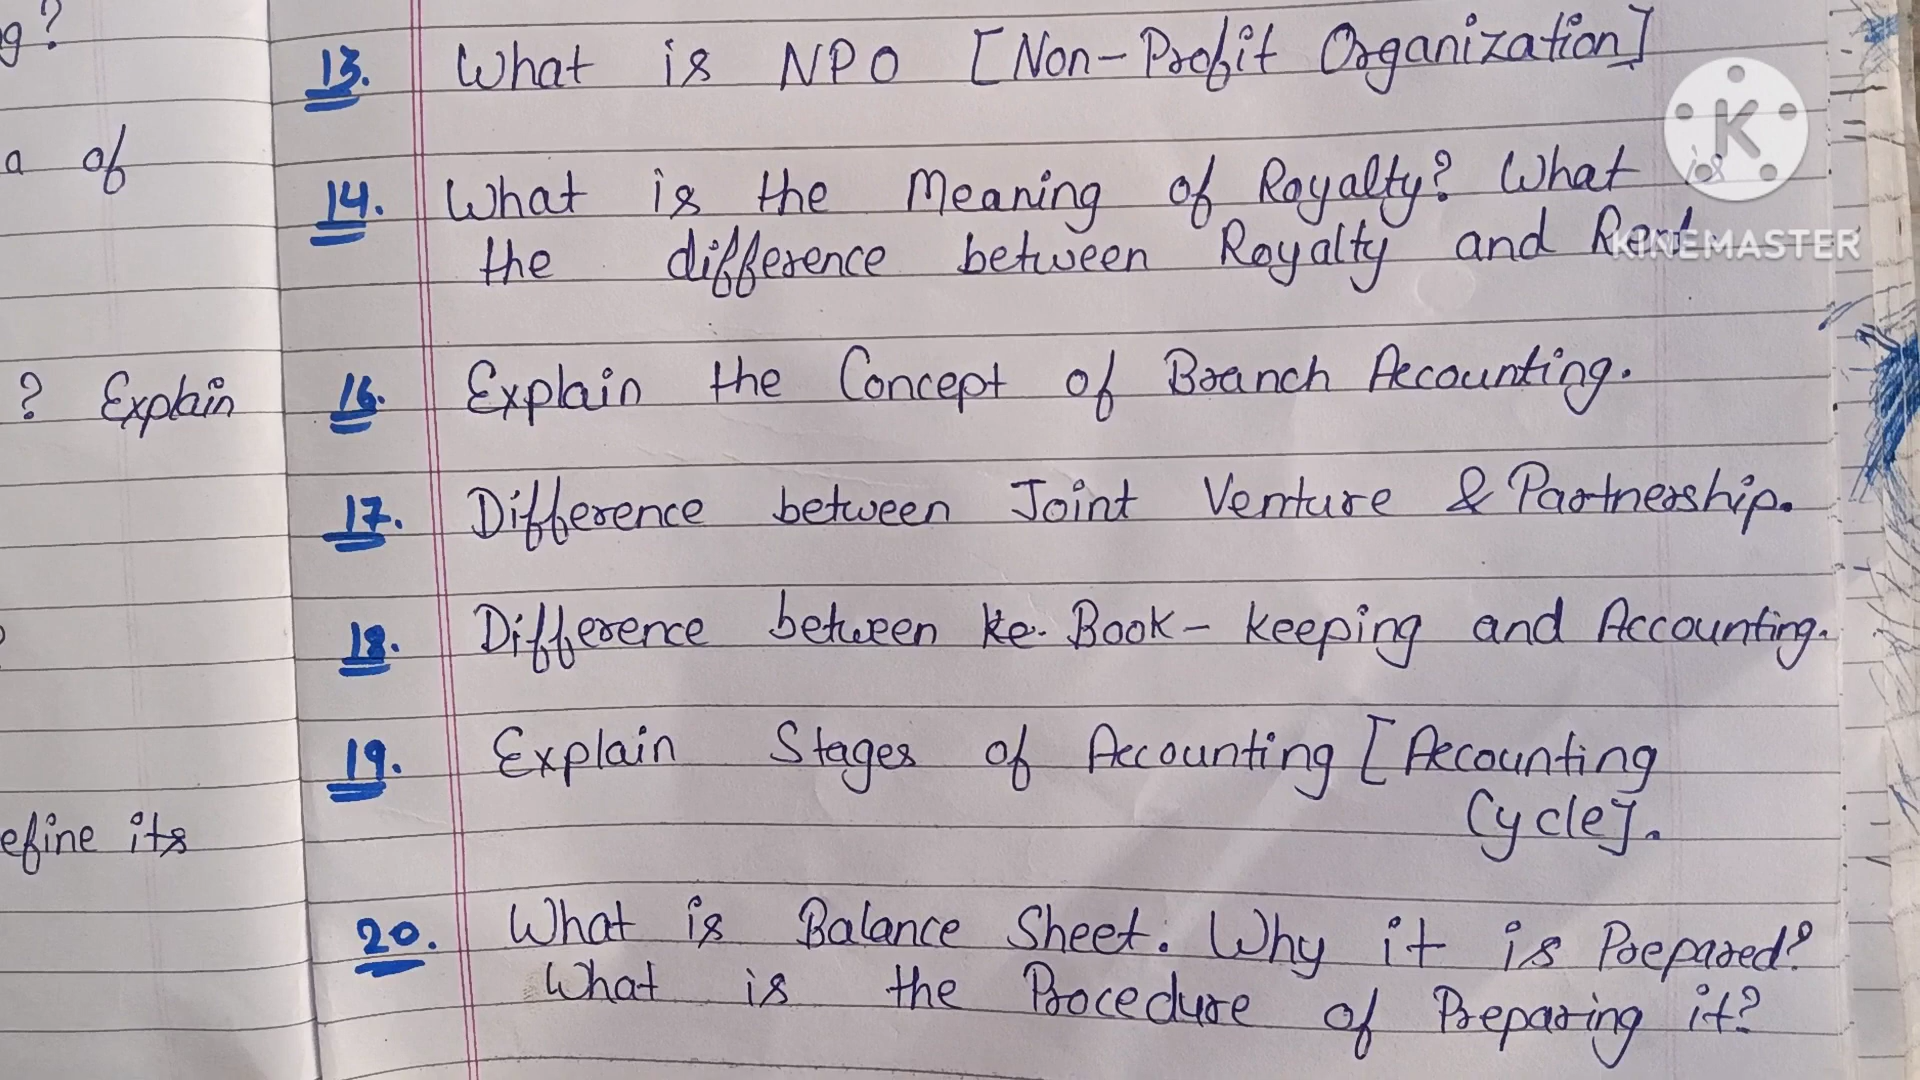 g?
a of
? Explain
efine its
13. What is NPO [Non-Profit Organization]
14. What is the Meaning of Royalty? What is
the difference between Royalty and Rent
16. Explain the Concept of Branch Accounting.
17. Difference between Joint Venture & Partnership.
18. Difference between Book-keeping and Accounting.
19. Explain Stages of Accounting [Accounting
Cycle].
20. What is Balance Sheet. Why it is Prepared?
What is the Procedure of Preparing it?
K
KINEMASTER